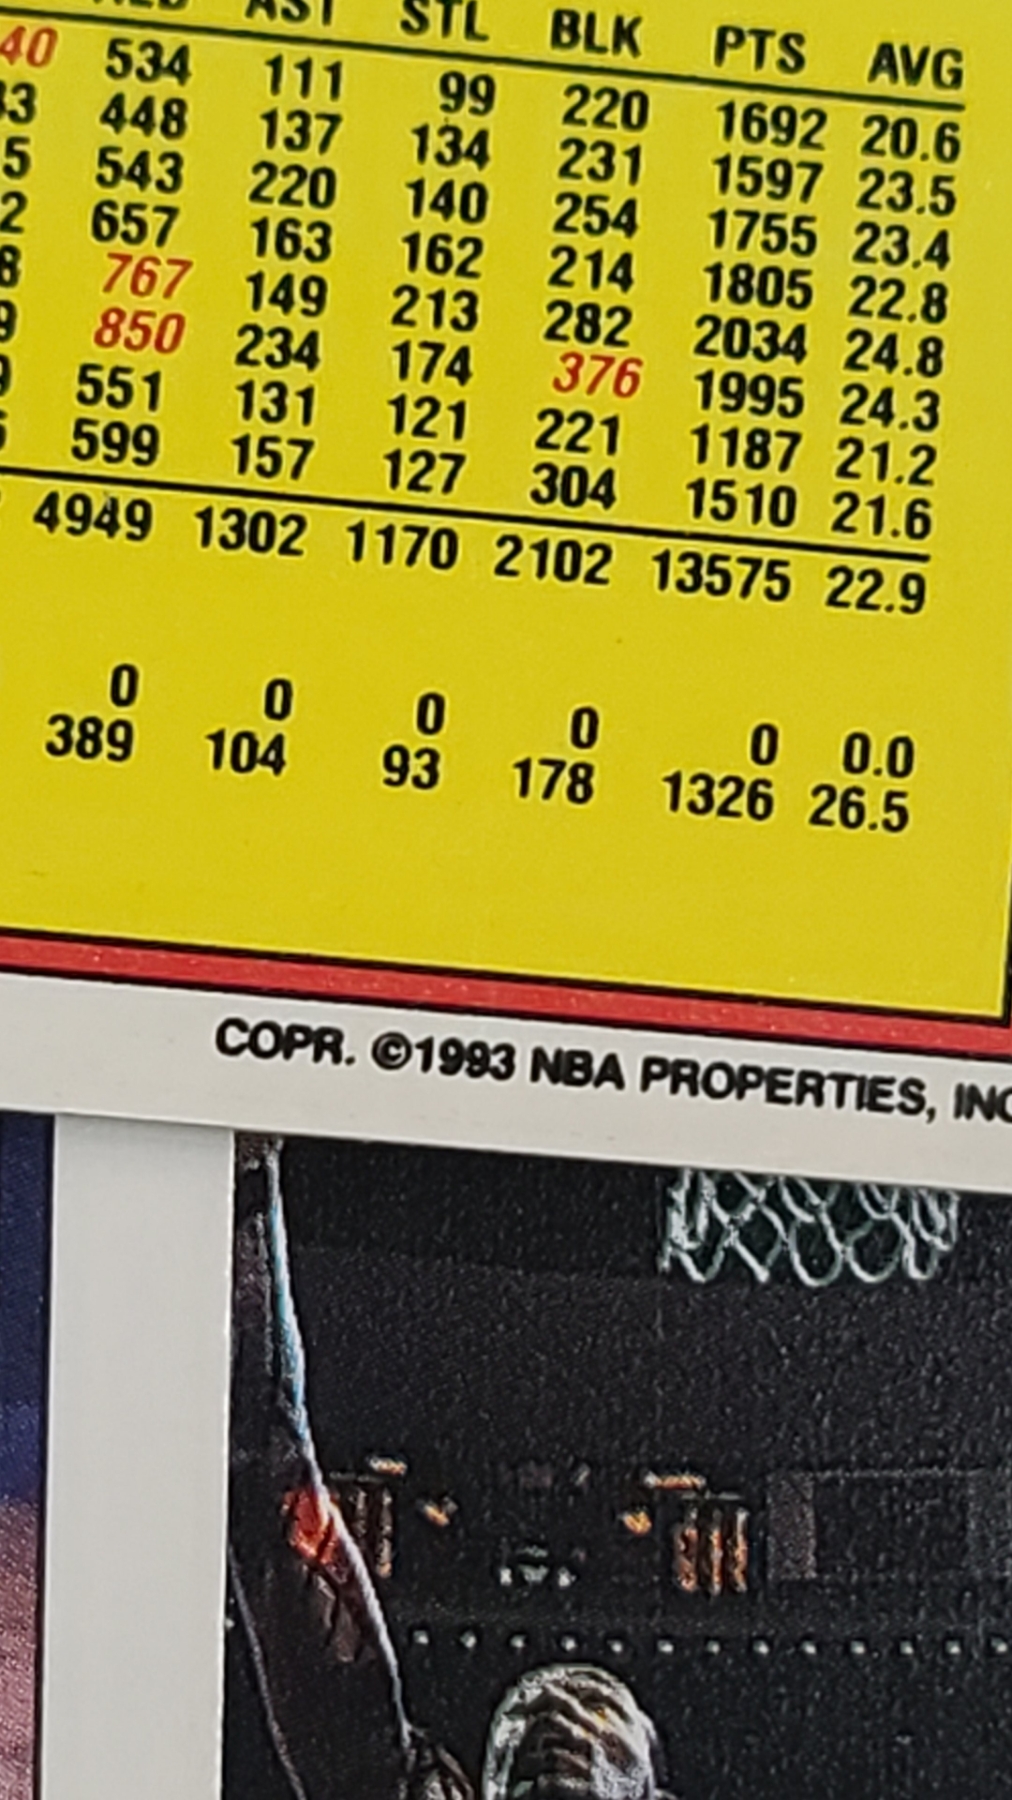 AST STL BLK PTS AVG
40 534 111 99 220 1692 20.6
448 137 134 231 1597 23.5
5 543 220 140 254 1755 23.4
2 657 163 162 214 1805 22.8
8 767 149 213 282 2034 24.8
9 850 234 174 376 1995 24.3
551 131 121 221 1187 21.2
599 157 127 304 1510 21.6
4949 1302 1170 2102 13575 22.9
0 0 0 0 0 0.0
389 104 93 178 1326 26.5
COPR. ©1993 NBA PROPERTIES, INC